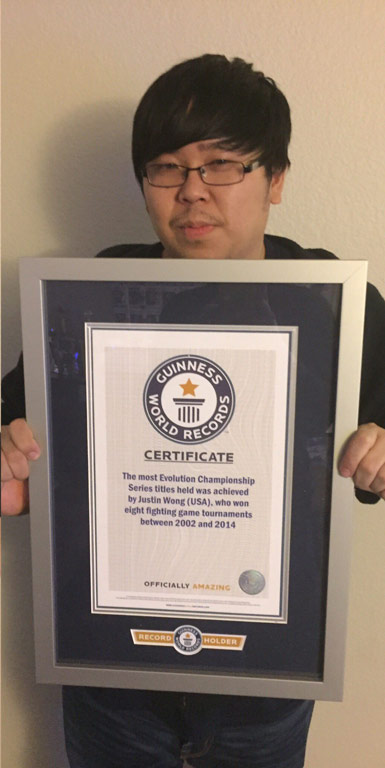 GUINNESS
WORLD RECORDS
CERTIFICATE
The most Evolution Championship
Series titles held was achieved
by Justin Wong (USA), who won
eight fighting game tournaments
between 2002 and 2014
OFFICIALLY AMAZING
RECORD HOLDER